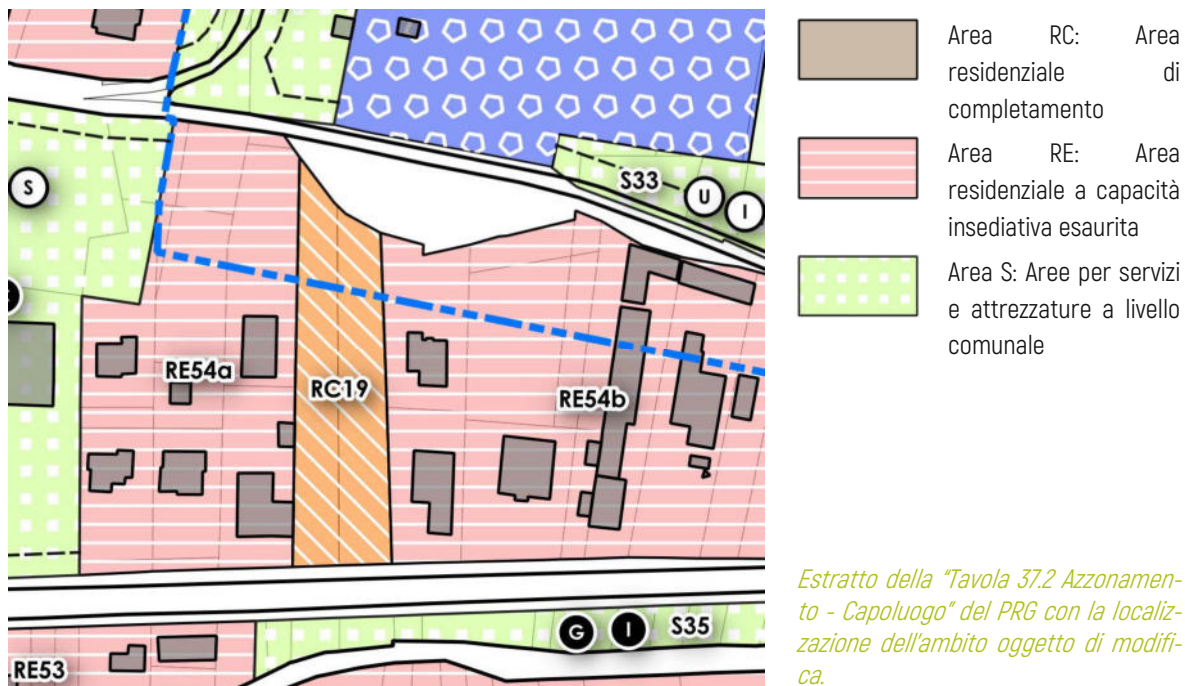 S
S33
U
I
RE54a
RC19
RE54b
G
I
S35
RE53
Area RC: Area
residenziale di
completamento
Area RE: Area
residenziale a capacità
insediativa esaurita
Area S: Aree per servizi
e attrezzature a livello
comunale
Estratto della “Tavola 37.2 Azzonamen-
to - Capoluogo” del PRG con la localiz-
zazione dell'ambito oggetto di modifi-
ca.